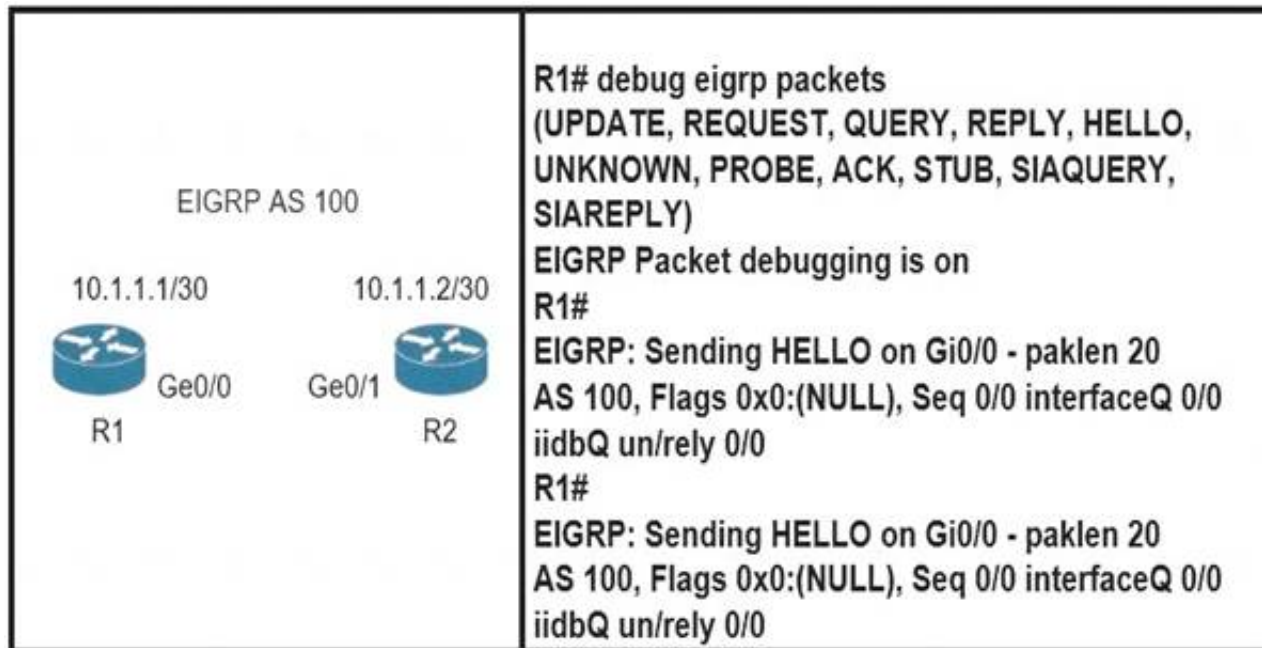 EIGRP AS 100
10.1.1.1/30
10.1.1.2/30
Ge0/0
Ge0/1
R1
R2
R1# debug eigrp packets
(UPDATE, REQUEST, QUERY, REPLY, HELLO,
UNKNOWN, PROBE, ACK, STUB, SIAQUERY,
SIAREPLY)
EIGRP Packet debugging is on
R1#
EIGRP: Sending HELLO on Gi0/0 - paklen 20
AS 100, Flags 0x0:(NULL), Seq 0/0 interfaceQ 0/0
iidbQ un/rely 0/0
R1#
EIGRP: Sending HELLO on Gi0/0 - paklen 20
AS 100, Flags 0x0:(NULL), Seq 0/0 interfaceQ 0/0
iidbQ un/rely 0/0